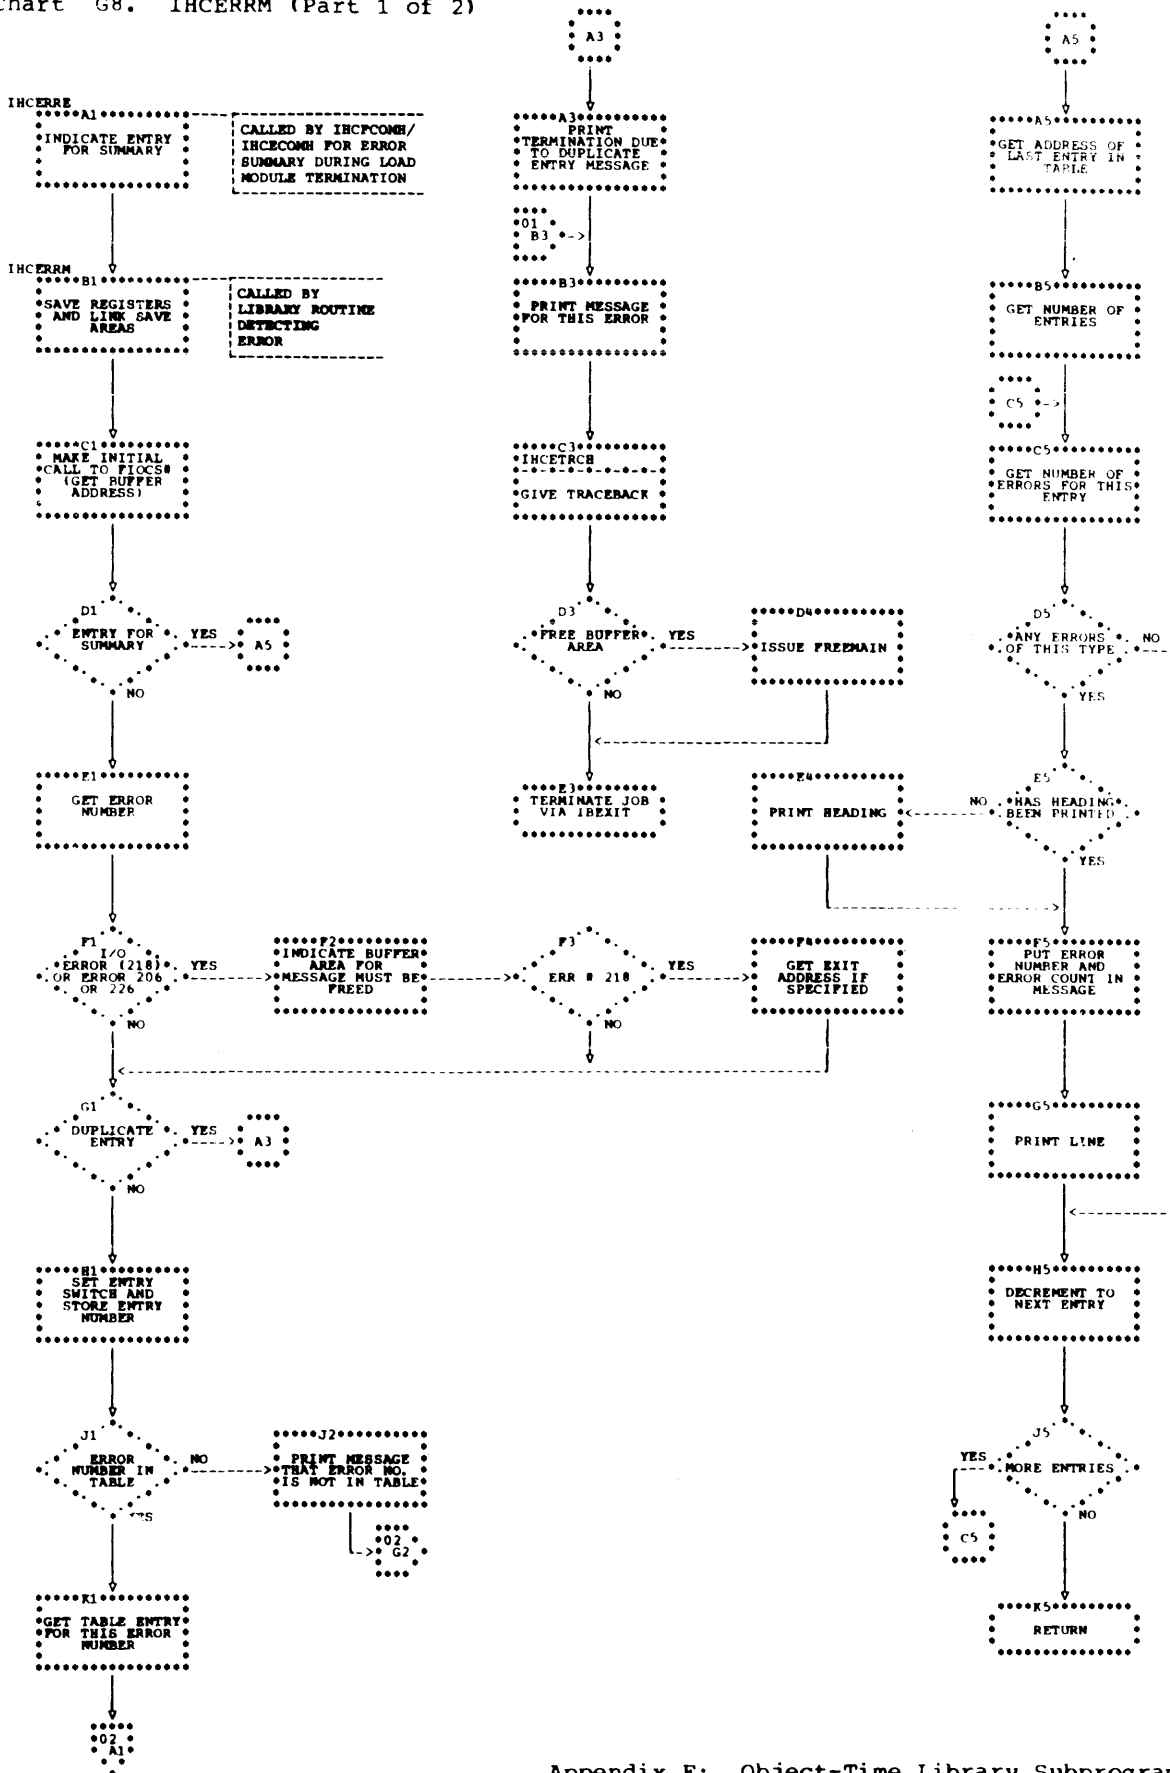 Chart G8. IHCERRM (Part 1 of 2)
A3
A5
IHCERRE
A1
INDICATE ENTRY
FOR SUMMARY
CALLED BY IHCFCOMH/
IHCECOMH FOR ERROR
SUMMARY DURING LOAD
MODULE TERMINATION
A3
PRINT
TERMINATION DUE
TO DUPLICATE
ENTRY MESSAGE
A5
GET ADDRESS OF
LAST ENTRY IN
TABLE
01
B3
IHCERRM
B1
SAVE REGISTERS
AND LINK SAVE
AREAS
CALLED BY
LIBRARY ROUTINE
DETECTING
ERROR
B3
PRINT MESSAGE
FOR THIS ERROR
B5
GET NUMBER OF
ENTRIES
C5
C1
MAKE INITIAL
CALL TO FIOCS#
(GET BUFFER
ADDRESS)
C3
IHCETRCH
GIVE TRACEBACK
C5
GET NUMBER OF
ERRORS FOR THIS
ENTRY
D1
ENTRY FOR
SUMMARY
YES
A5
NO
D3
FREE BUFFER
AREA
YES
NO
D4
ISSUE FREEMAIN
D5
ANY ERRORS
OF THIS TYPE
NO
YES
E1
GET ERROR
NUMBER
E3
TERMINATE JOB
VIA IBEXIT
E4
PRINT HEADING
E5
NO
HAS HEADING
BEEN PRINTED
YES
F1
I/O
ERROR (218)
OR ERROR 206
OR 226
YES
NO
F2
INDICATE BUFFER
AREA FOR
MESSAGE MUST BE
FREED
F3
ERR # 218
YES
NO
F4
GET EXIT
ADDRESS IF
SPECIFIED
F5
PUT ERROR
NUMBER AND
ERROR COUNT IN
MESSAGE
G1
DUPLICATE
ENTRY
YES
A3
NO
G5
PRINT LINE
H1
SET ENTRY
SWITCH AND
STORE ENTRY
NUMBER
H5
DECREMENT TO
NEXT ENTRY
J1
ERROR
NUMBER IN
TABLE
NO
YES
J2
PRINT MESSAGE
THAT ERROR NO.
IS NOT IN TABLE
02
G2
J5
YES
MORE ENTRIES
NO
C5
K1
GET TABLE ENTRY
FOR THIS ERROR
NUMBER
K5
RETURN
02
A1
Appendix F: Object-Time Library Subprogra